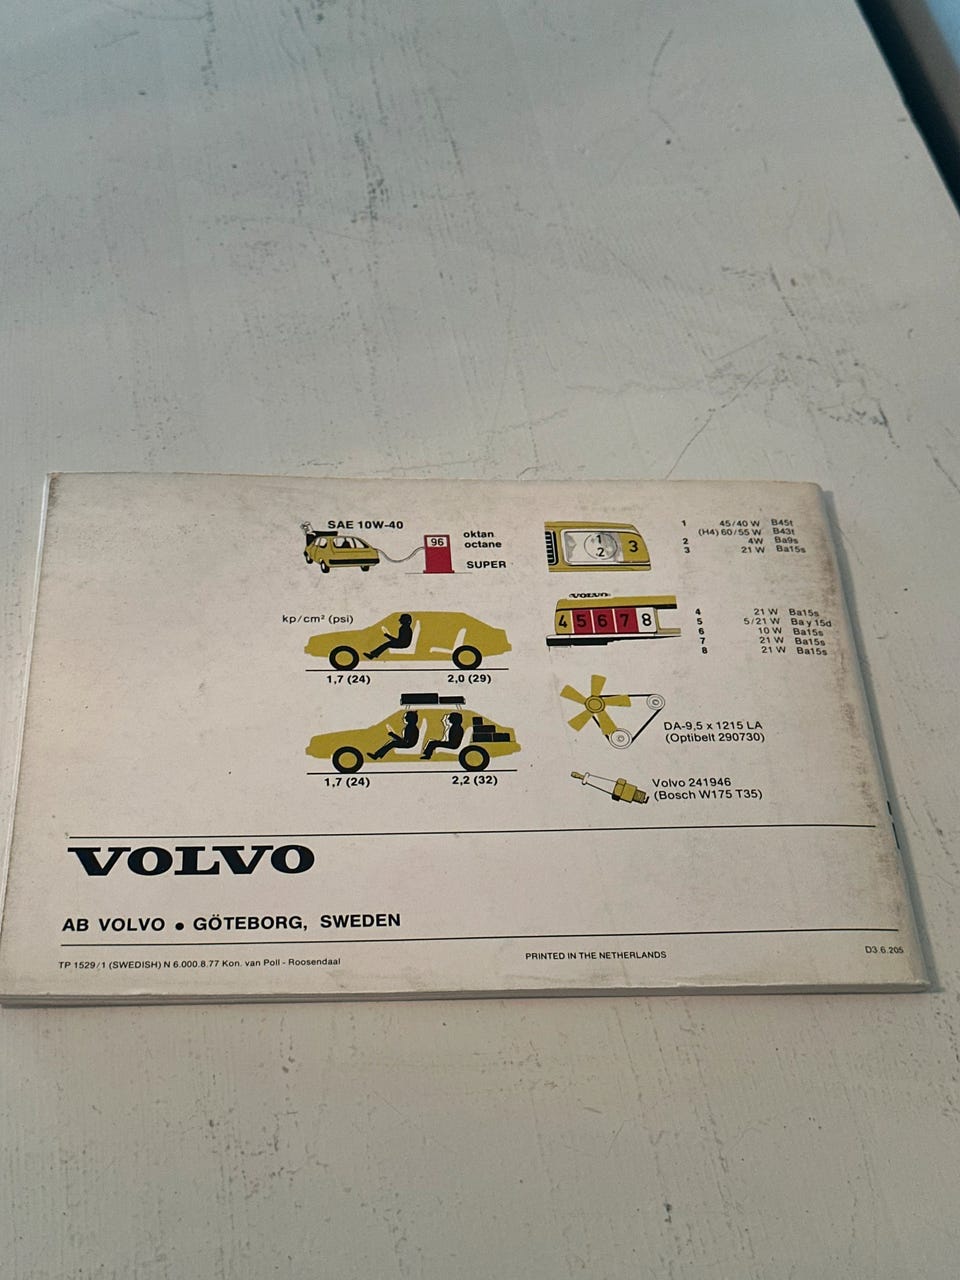 SAE 10W-40
96
oktan
octane
SUPER
kp/cm² (psi)
1,7 (24) 2,0 (29)
1,7 (24) 2,2 (32)
1
2
3
1 45/40 W B45t
(H4) 60/55 W B43t
2 4W Ba9s
3 21 W Ba15s
VOLVO
4 5 6 7 8
4 21 W Ba15s
5 5/21 W Bay15d
6 10 W Ba15s
7 21 W Ba15s
8 21 W Ba15s
DA-9,5 x 1215 LA
(Optibelt 290730)
Volvo 241946
(Bosch W175 T35)
VOLVO
AB VOLVO • GÖTEBORG, SWEDEN
TP 1529/1 (SWEDISH) N 6.000.8.77 Kon. van Poll - Roosendaal
PRINTED IN THE NETHERLANDS
D3.6.205